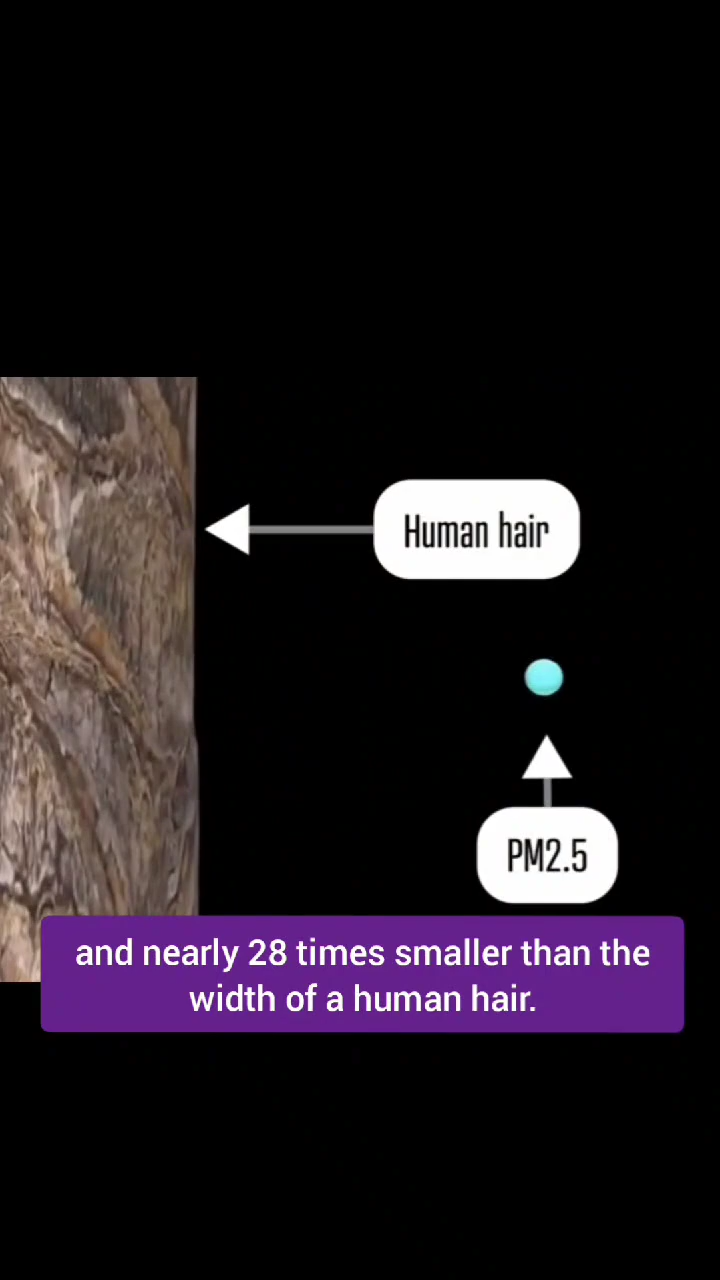 Human hair
PM2.5
and nearly 28 times smaller than the
width of a human hair.